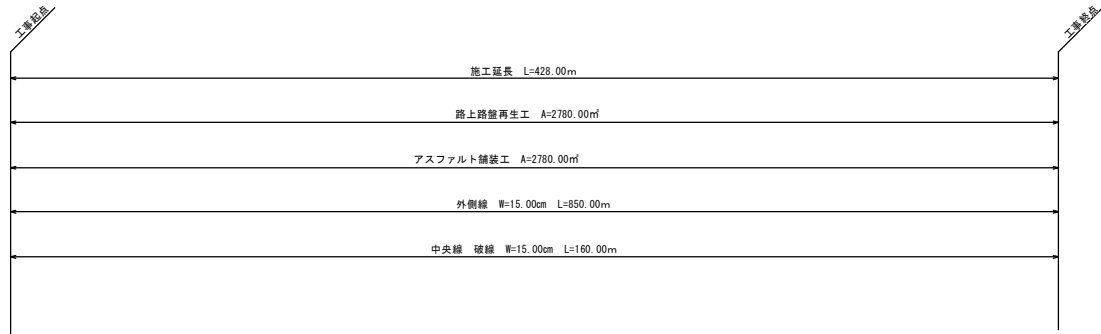 工事起点
工事終点
施工延長 L=428.00m
路上路盤再生工 A=2780.00㎡
アスファルト舗装工 A=2780.00㎡
外側線 W=15.00cm L=850.00m
中央線 破線 W=15.00cm L=160.00m